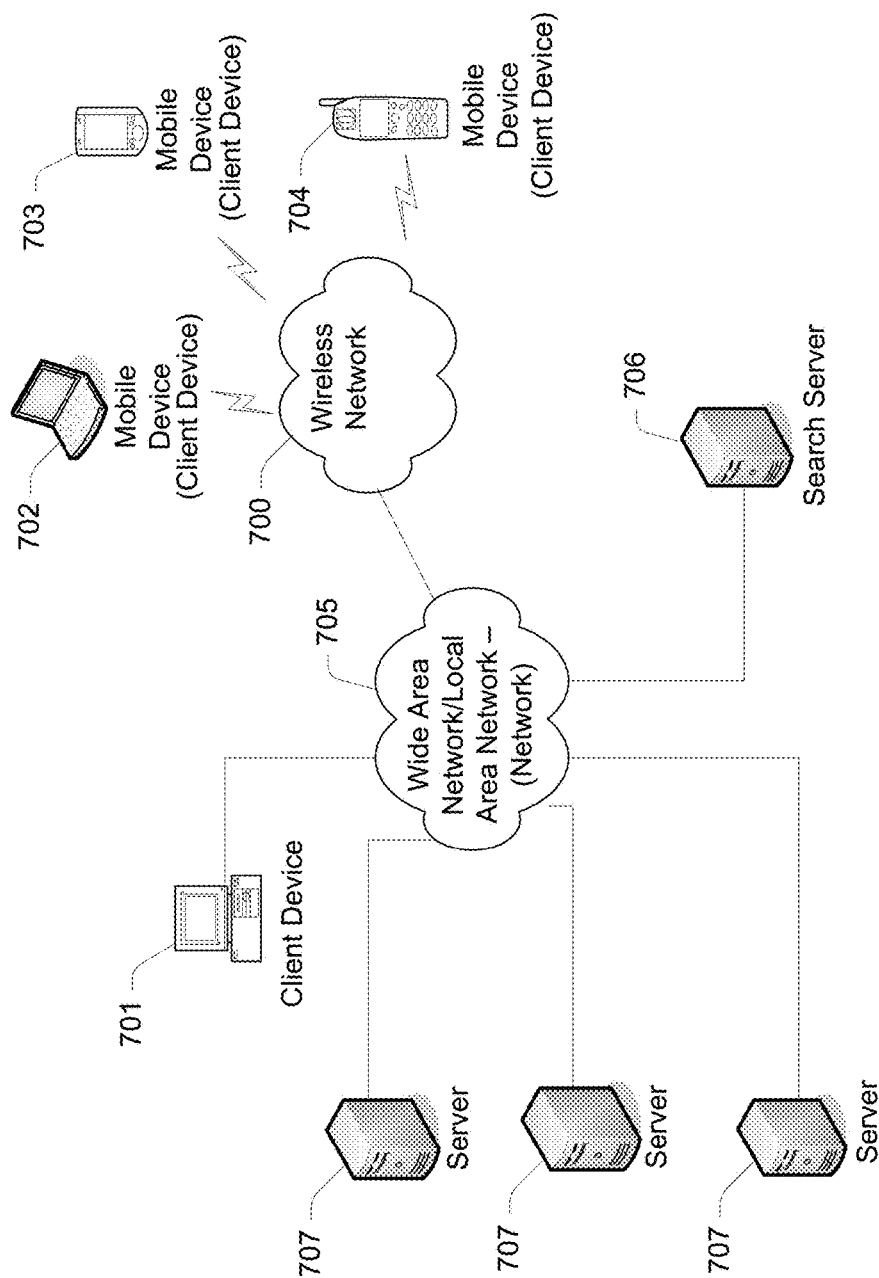 703
Mobile
Device
(Client Device)
704
Mobile
Device
(Client Device)
702
Mobile
Device
(Client Device)
700
Wireless
Network
706
Search Server
705
Wide Area
Network/Local
Area Network –
(Network)
701
Client Device
707
Server
707
Server
707
Server